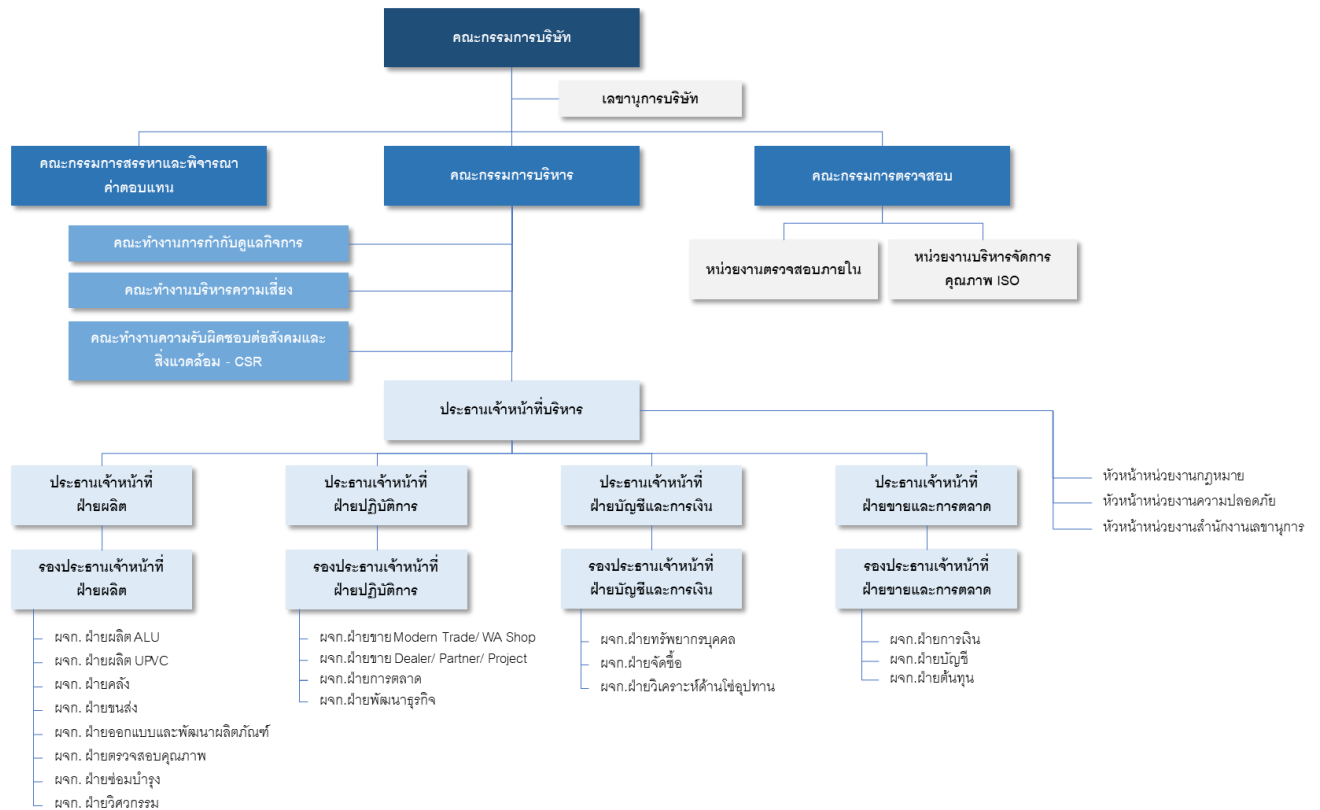 คณะกรรมการบริษัท
เลขานุการบริษัท
คณะกรรมการสรรหาและพิจารณา
ค่าตอบแทน
คณะกรรมการบริหาร
คณะกรรมการตรวจสอบ
คณะทำงานการกำกับดูแลกิจการ
คณะทำงานบริหารความเสี่ยง
คณะทำงานความรับผิดชอบต่อสังคมและ
สิ่งแวดล้อม - CSR
หน่วยงานตรวจสอบภายใน
หน่วยงานบริหารจัดการ
คุณภาพ ISO
ประธานเจ้าหน้าที่บริหาร
หัวหน้าหน่วยงานกฎหมาย
หัวหน้าหน่วยงานความปลอดภัย
หัวหน้าหน่วยงานสำนักงานเลขานุการ
ประธานเจ้าหน้าที่
ฝ่ายผลิต
ประธานเจ้าหน้าที่
ฝ่ายปฏิบัติการ
ประธานเจ้าหน้าที่
ฝ่ายบัญชีและการเงิน
ประธานเจ้าหน้าที่
ฝ่ายขายและการตลาด
รองประธานเจ้าหน้าที่
ฝ่ายผลิต
รองประธานเจ้าหน้าที่
ฝ่ายปฏิบัติการ
รองประธานเจ้าหน้าที่
ฝ่ายบัญชีและการเงิน
รองประธานเจ้าหน้าที่
ฝ่ายขายและการตลาด
ผจก. ฝ่ายผลิต ALU
ผจก. ฝ่ายผลิต UPVC
ผจก. ฝ่ายคลัง
ผจก. ฝ่ายขนส่ง
ผจก. ฝ่ายออกแบบและพัฒนาผลิตภัณฑ์
ผจก. ฝ่ายตรวจสอบคุณภาพ
ผจก. ฝ่ายซ่อมบำรุง
ผจก. ฝ่ายวิศวกรรม
ผจก.ฝ่ายขาย Modern Trade/ WA Shop
ผจก.ฝ่ายขาย Dealer/ Partner/ Project
ผจก.ฝ่ายการตลาด
ผจก.ฝ่ายพัฒนาธุรกิจ
ผจก.ฝ่ายทรัพยากรบุคคล
ผจก.ฝ่ายจัดซื้อ
ผจก.ฝ่ายวิเคราะห์ด้านโซ่อุปทาน
ผจก.ฝ่ายการเงิน
ผจก.ฝ่ายบัญชี
ผจก.ฝ่ายต้นทุน